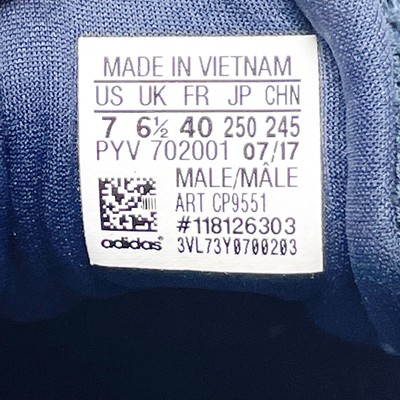 MADE IN VIETNAM
US UK FR JP CHN
7 6½ 40 250 245
PYV 702001 07/17
MALE/MÂLE
ART CP9551
#118126303
adidas 3VL73Y0700203